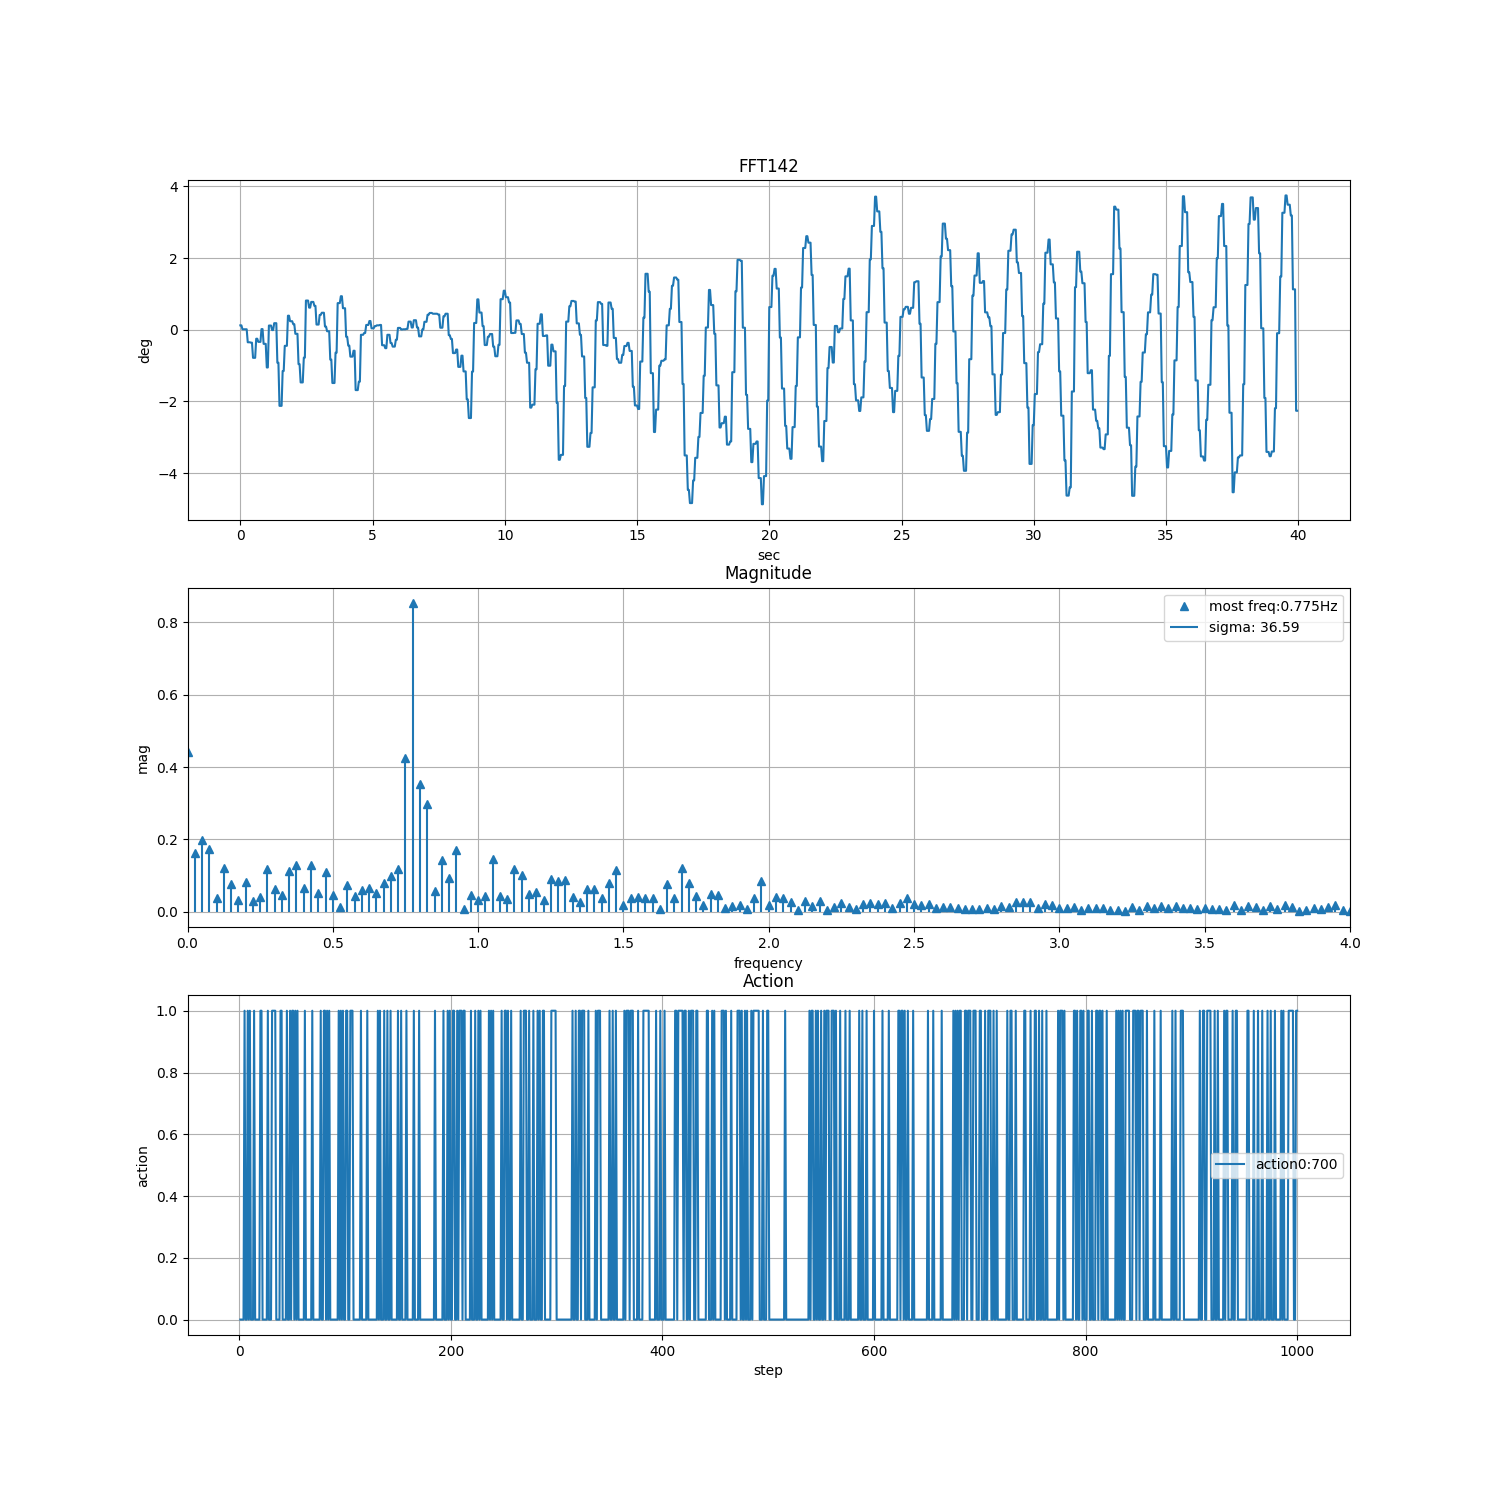 FFT142
4
2
0
−2
−4
deg
0 5 10 15 20 25 30 35 40
sec
Magnitude
most freq:0.775Hz
sigma: 36.59
0.8
0.6
0.4
0.2
0.0
mag
0.0 0.5 1.0 1.5 2.0 2.5 3.0 3.5 4.0
frequency
Action
1.0
0.8
0.6
0.4
0.2
0.0
action
action0:700
0 200 400 600 800 1000
step